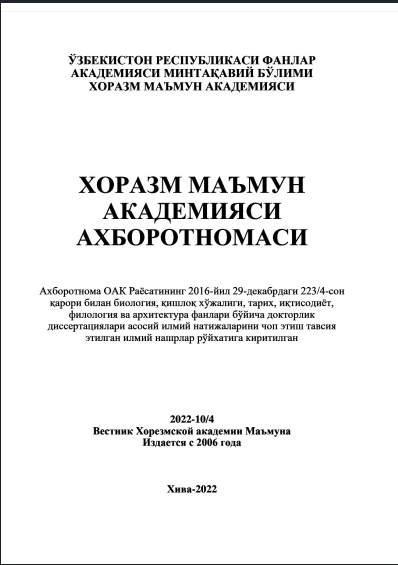 ЎЗБЕКИСТОН РЕСПУБЛИКАСИ ФАНЛАР
АКАДЕМИЯСИ МИНТАҚАВИЙ БЎЛИМИ
ХОРАЗМ МАЪМУН АКАДЕМИЯСИ
ХОРАЗМ МАЪМУН
АКАДЕМИЯСИ
АХБОРОТНОМАСИ
Ахборотнома ОАК Раёсатининг 2016-йил 29-декабрдаги 223/4-сон
қарори билан биология, қишлоқ хўжалиги, тарих, иқтисодиёт,
филология ва архитектура фанлари бўйича докторлик
диссертациялари асосий илмий натижаларини чоп этиш тавсия
этилган илмий нашрлар рўйхатига киритилган
2022-10/4
Вестник Хорезмской академии Маъмуна
Издается с 2006 года
Хива-2022